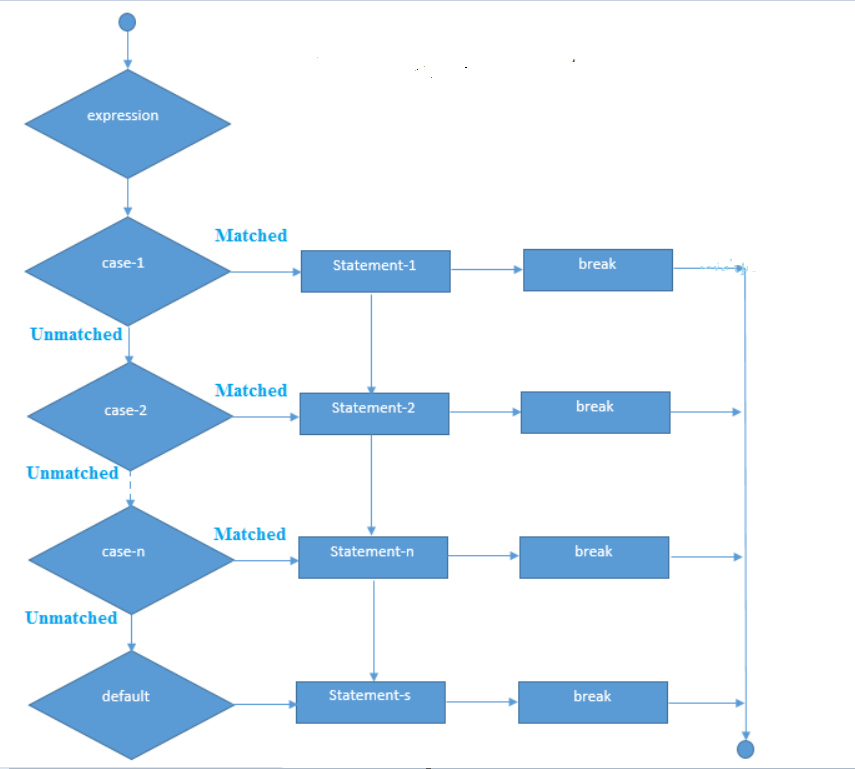 expression
Matched
case-1
Statement-1
break
Unmatched
Matched
case-2
Statement-2
break
Unmatched
Matched
case-n
Statement-n
break
Unmatched
default
Statement-s
break